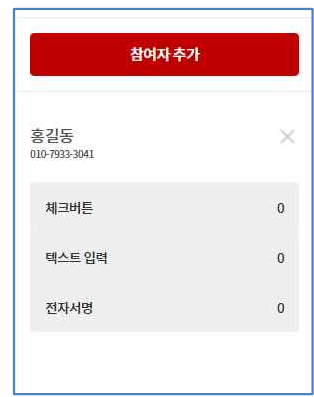 참여자 추가
홍길동
010-7933-3041
체크버튼 0
텍스트 입력 0
전자서명 0